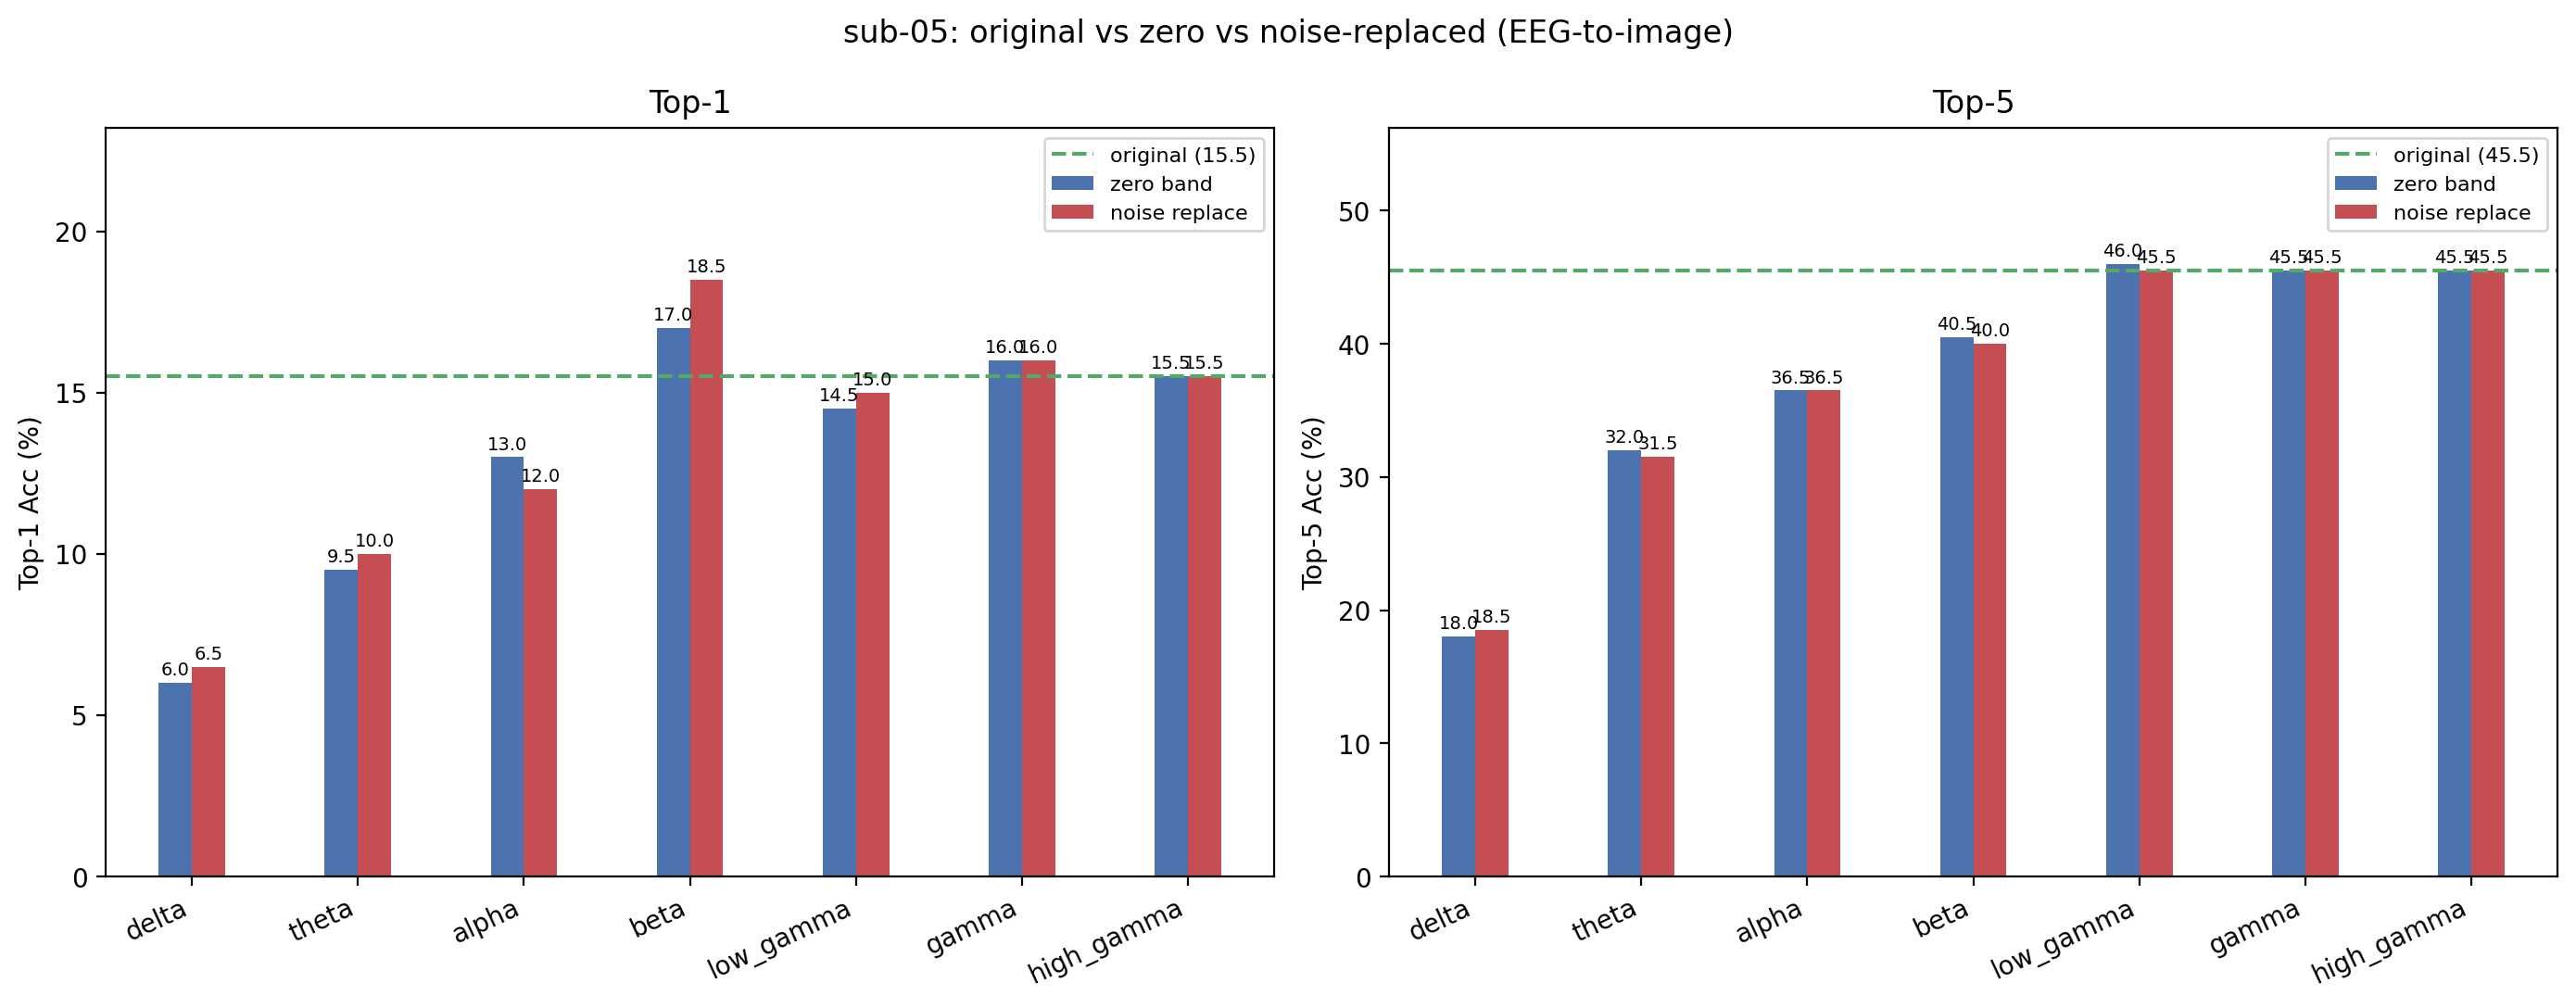 sub-05: original vs zero vs noise-replaced (EEG-to-image)
Top-1
original (15.5)
zero band
noise replace
Top-1 Acc (%)
20
15
10
5
0
6.0
6.5
9.5
10.0
13.0
12.0
17.0
18.5
14.5
15.0
16.0
16.0
15.5
15.5
delta
theta
alpha
beta
low_gamma
gamma
high_gamma
Top-5
original (45.5)
zero band
noise replace
Top-5 Acc (%)
50
40
30
20
10
0
18.0
18.5
32.0
31.5
36.5
36.5
40.5
40.0
46.0
45.5
45.5
45.5
45.5
45.5
delta
theta
alpha
beta
low_gamma
gamma
high_gamma